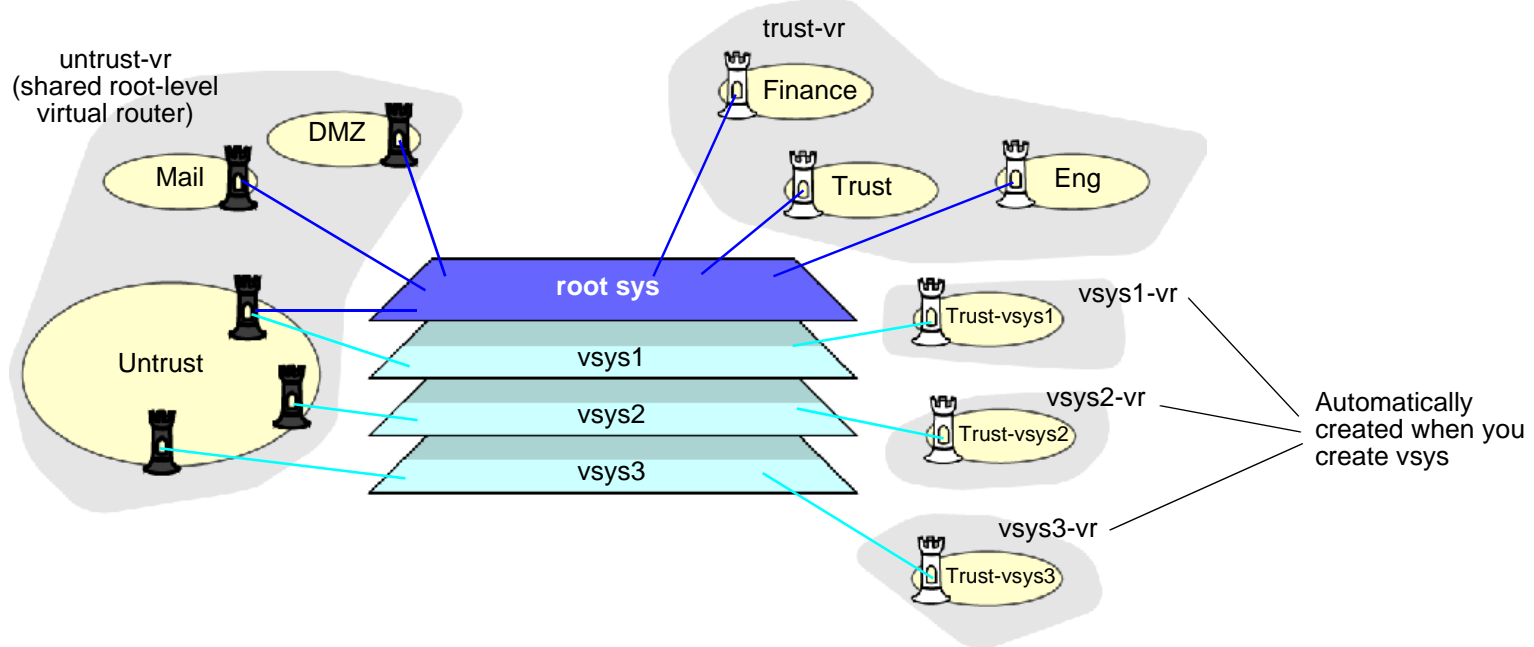 untrust-vr
(shared root-level
virtual router)
DMZ
Mail
Untrust
trust-vr
Finance
Trust
Eng
root sys
vsys1
vsys2
vsys3
vsys1-vr
Trust-vsys1
vsys2-vr
Trust-vsys2
vsys3-vr
Trust-vsys3
Automatically
created when you
create vsys